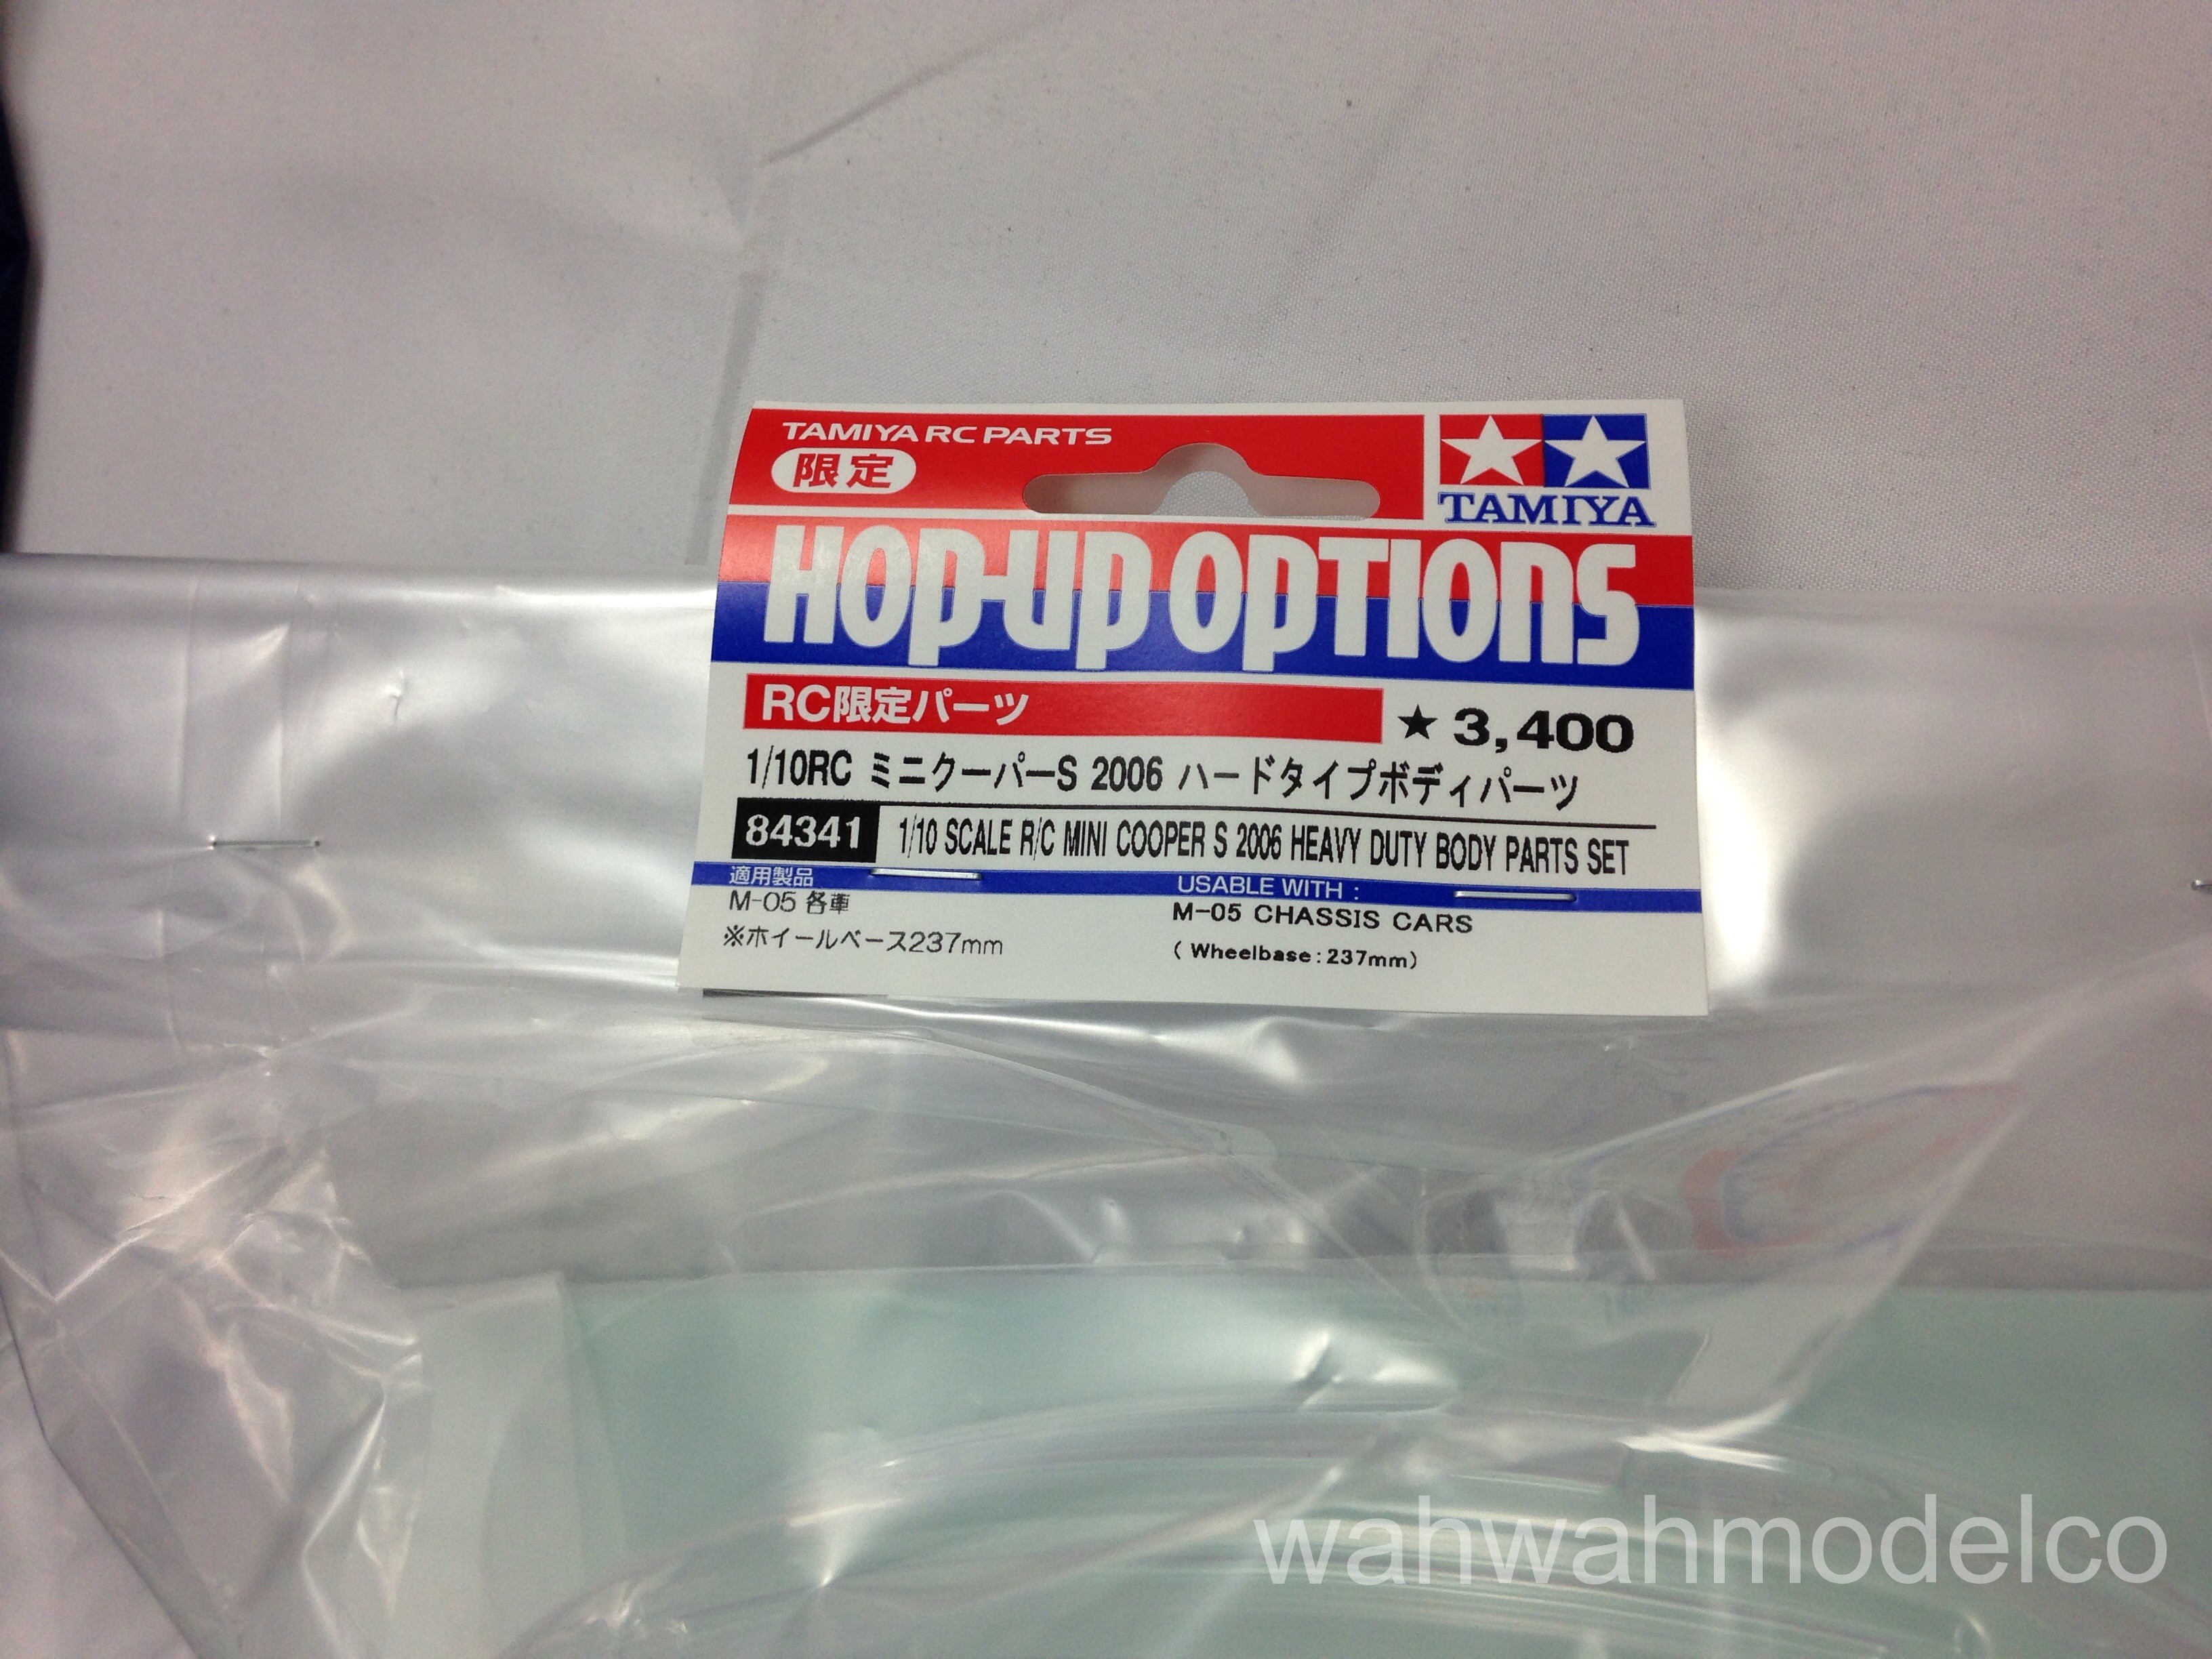 TAMIYA RC PARTS
限定
TAMIYA
HOP-UP OPTIONS
RC限定パーツ
★ 3,400
1/10RC ミニクーパーS 2006 ハードタイプボディパーツ
84341 1/10 SCALE R/C MINI COOPER S 2006 HEAVY DUTY BODY PARTS SET
適用製品
M-05 各車
※ホイールベース237mm
USABLE WITH :
M-05 CHASSIS CARS
( Wheelbase : 237mm)
wahwahmodelco